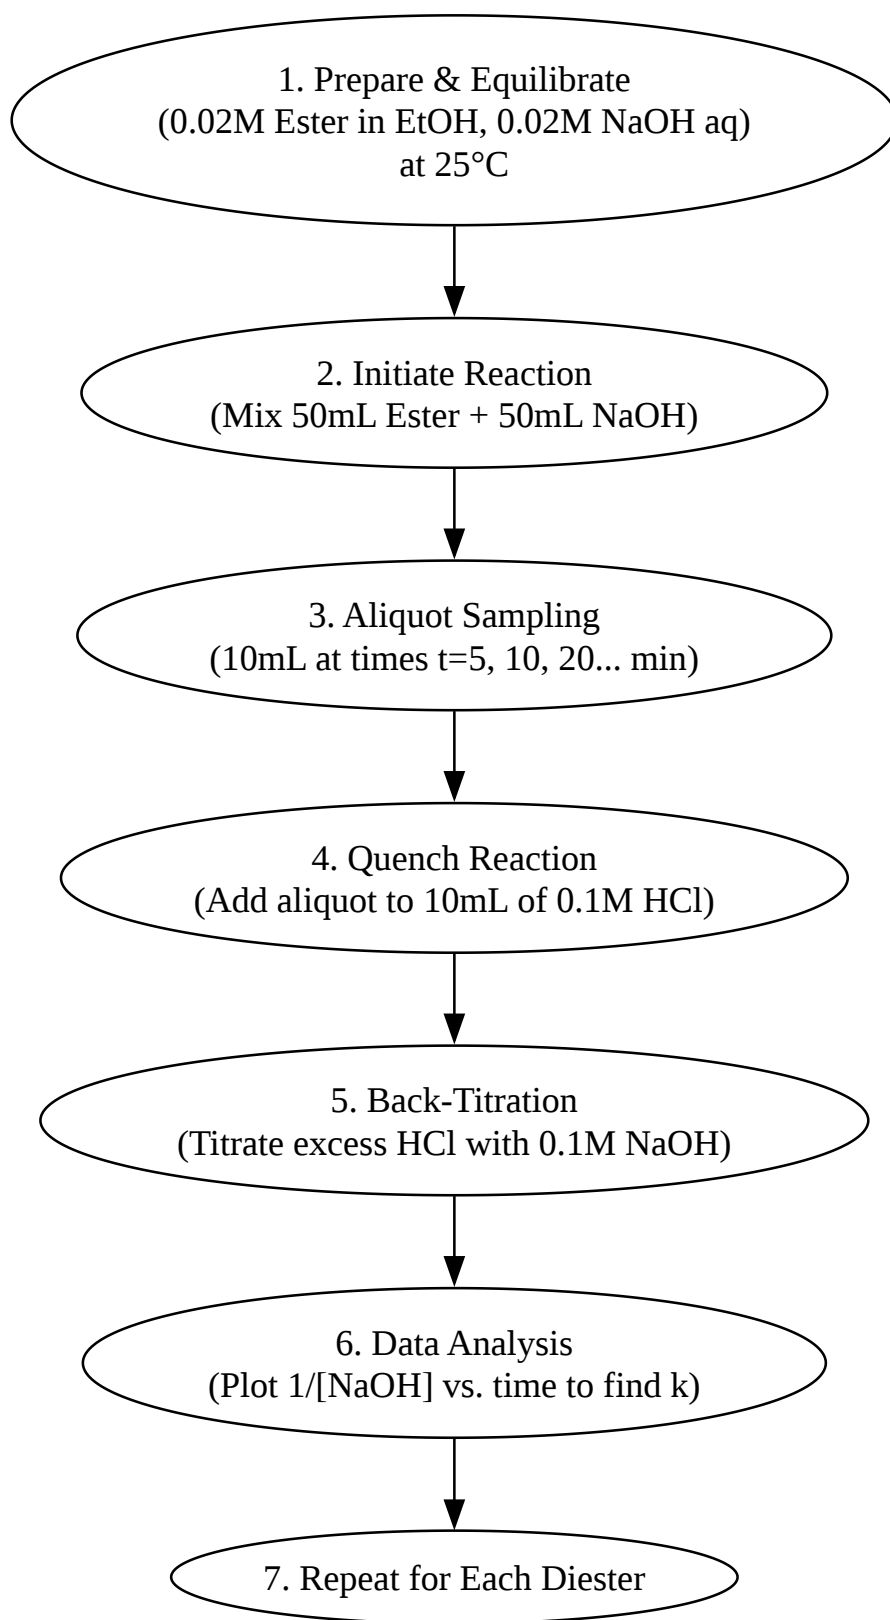 1. Prepare & Equilibrate
(0.02M Ester in EtOH, 0.02M NaOH aq)
at 25°C
2. Initiate Reaction
(Mix 50mL Ester + 50mL NaOH)
3. Aliquot Sampling
(10mL at times t=5, 10, 20... min)
4. Quench Reaction
(Add aliquot to 10mL of 0.1M HCl)
5. Back-Titration
(Titrate excess HCl with 0.1M NaOH)
6. Data Analysis
(Plot 1/[NaOH] vs. time to find k)
7. Repeat for Each Diester